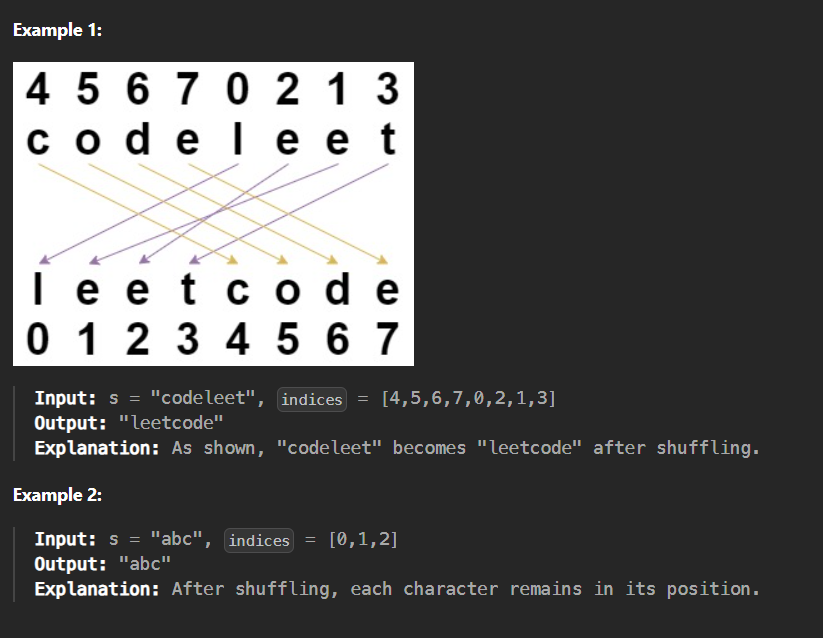 Example 1:
4 5 6 7 0 2 1 3
c o d e l e e t
l e e t c o d e
0 1 2 3 4 5 6 7
Input: s = "codeleet", indices = [4,5,6,7,0,2,1,3]
Output: "leetcode"
Explanation: As shown, "codeleet" becomes "leetcode" after shuffling.
Example 2:
Input: s = "abc", indices = [0,1,2]
Output: "abc"
Explanation: After shuffling, each character remains in its position.